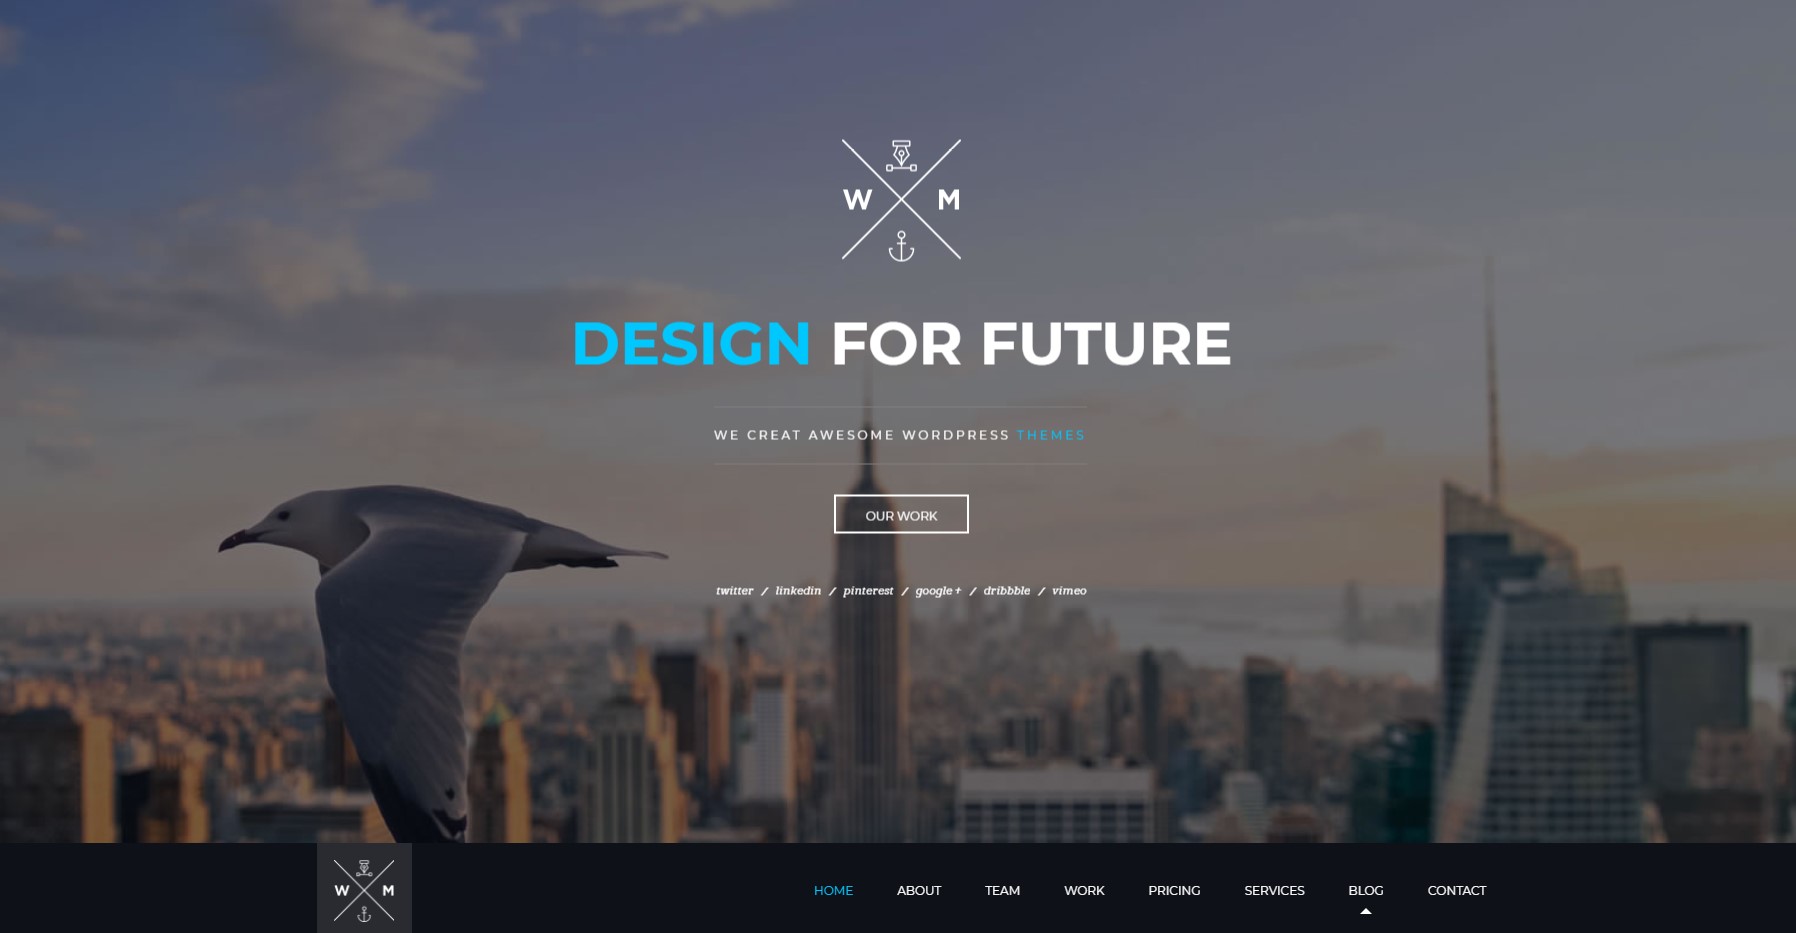 W M
DESIGN FOR FUTURE
WE CREAT AWESOME WORDPRESS THEMES
OUR WORK
twitter / linkedin / pinterest / google+ / dribbble / vimeo
W M
HOME ABOUT TEAM WORK PRICING SERVICES BLOG CONTACT